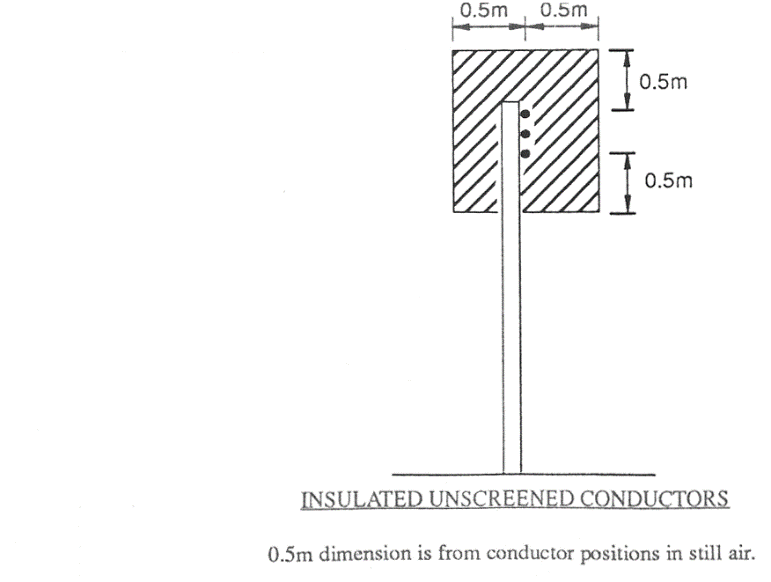 0.5m 0.5m
0.5m
0.5m
INSULATED UNSCREENED CONDUCTORS
0.5m dimension is from conductor positions in still air.